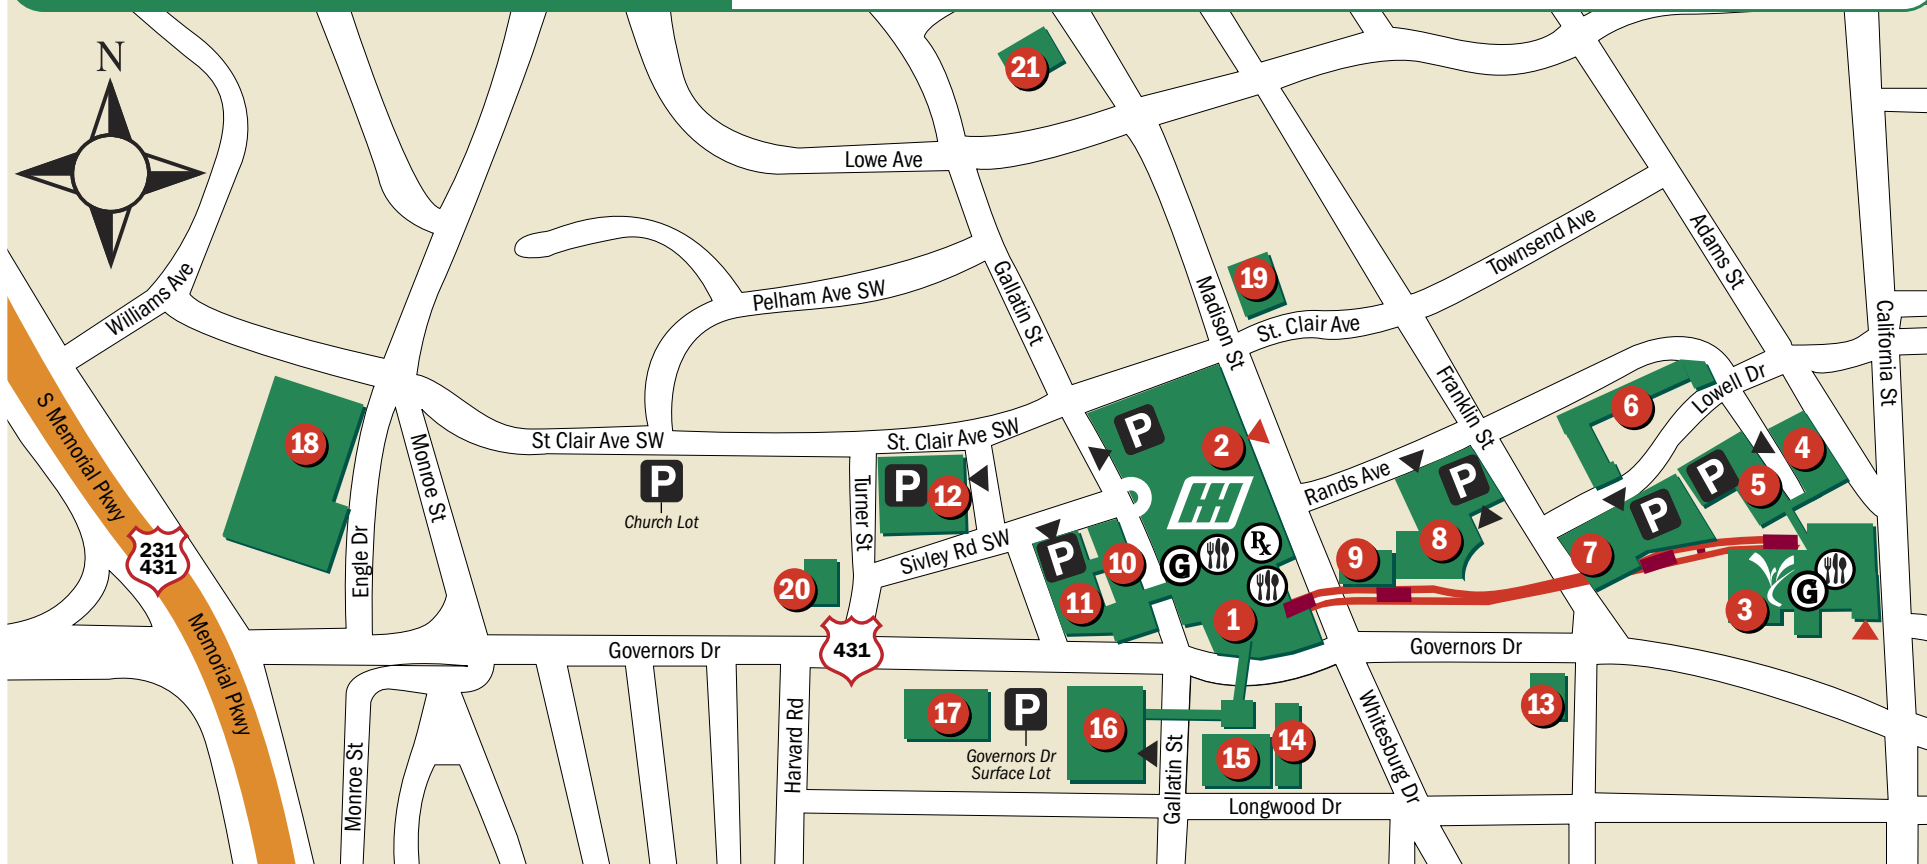 N
21
Lowe Ave
Williams Ave
Pelham Ave SW
Gallatin St
Madison St
19
St. Clair Ave
Townsend Ave
Adams St
California St
S Memorial Pkwy
18
Monroe St
Engle Dr
231
431
Memorial Pkwy
St Clair Ave SW
St. Clair Ave SW
P
Church Lot
Turner St
P
12
Sivley Rd SW
P
2
Franklin St
Rands Ave
P
6
Lowell Dr
P
5
4
P
7
8
9
P
10
11
G
Rx
1
3
G
20
Governors Dr
431
Governors Dr
Monroe St
Harvard Rd
17
P
Governors Dr
Surface Lot
16
Gallatin St
15
14
Whitesburg Dr
13
Longwood Dr